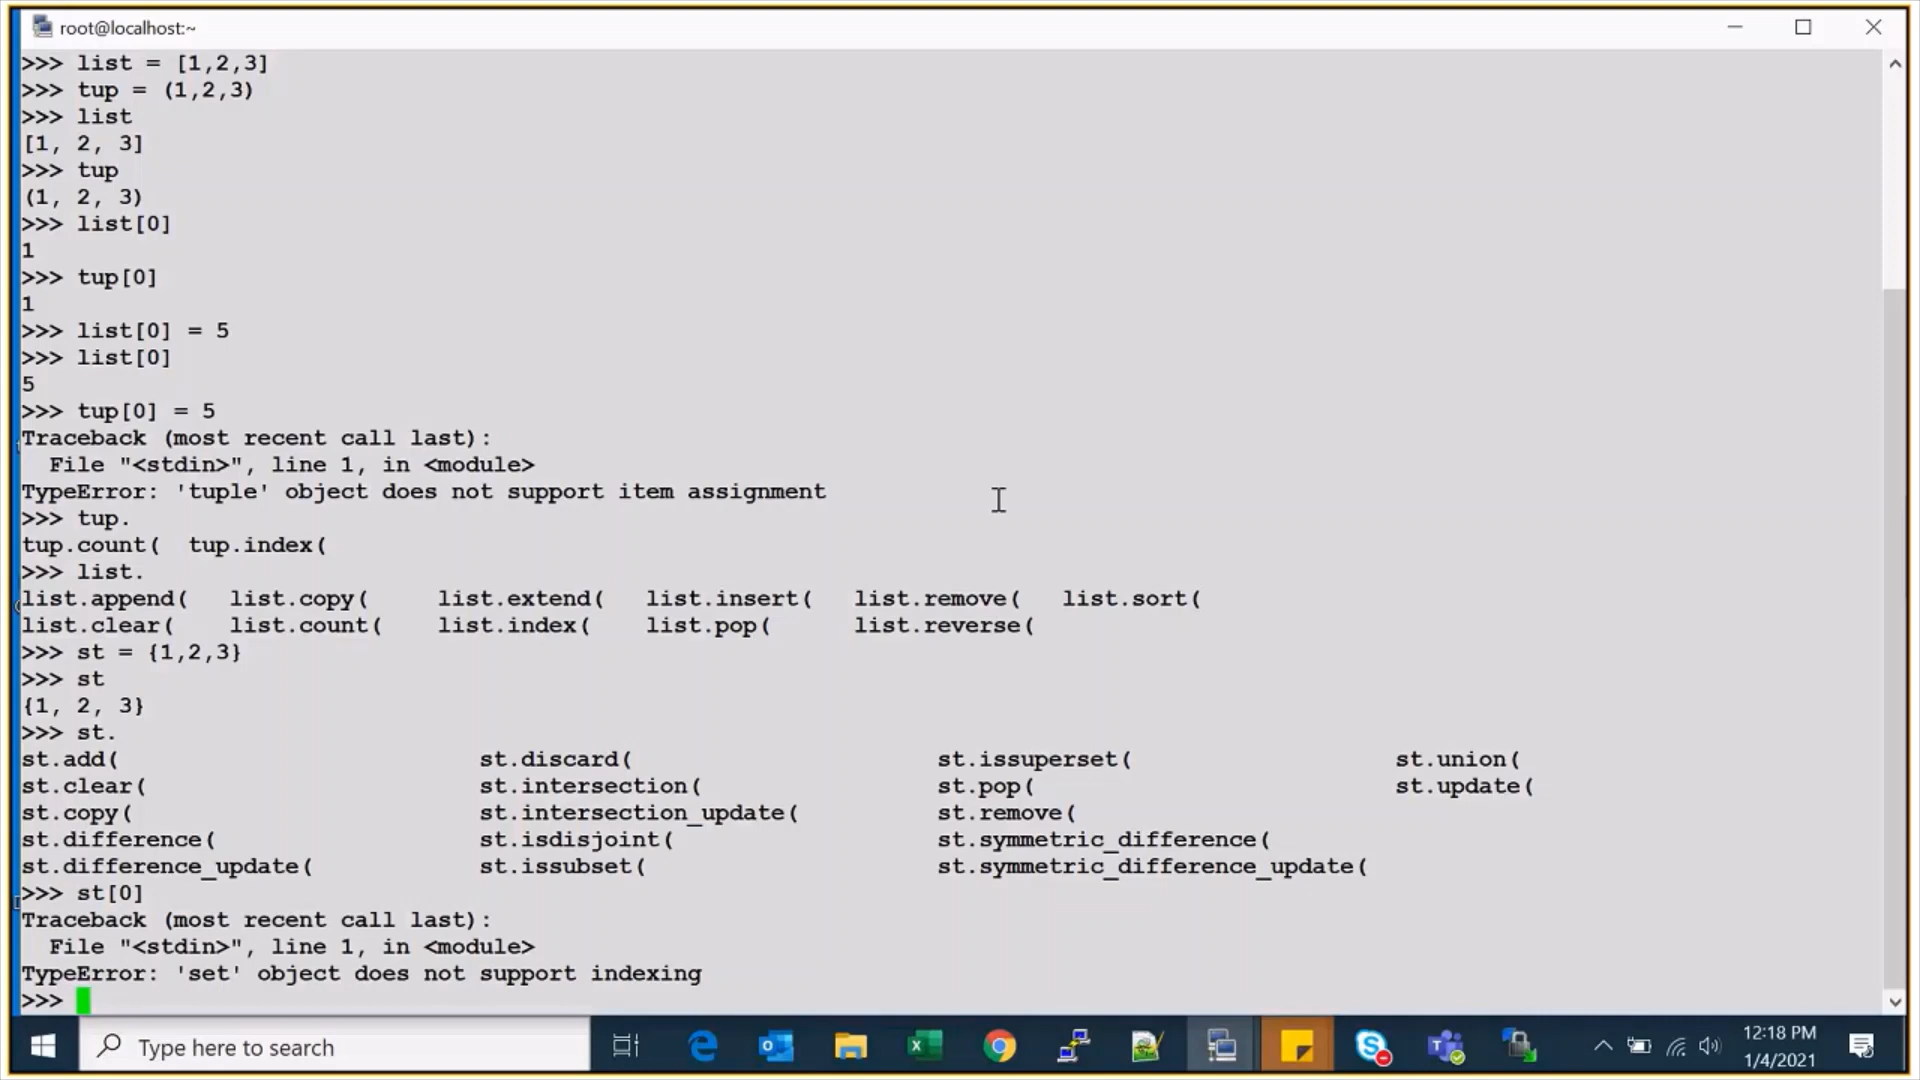 root@localhost:~
>>> list = [1,2,3]
>>> tup = (1,2,3)
>>> list
[1, 2, 3]
>>> tup
(1, 2, 3)
>>> list[0]
1
>>> tup[0]
1
>>> list[0] = 5
>>> list[0]
5
>>> tup[0] = 5
Traceback (most recent call last):
  File "<stdin>", line 1, in <module>
TypeError: 'tuple' object does not support item assignment
>>> tup.
tup.count(  tup.index(
>>> list.
list.append(   list.copy(     list.extend(   list.insert(   list.remove(   list.sort(
list.clear(    list.count(    list.index(    list.pop(      list.reverse(
>>> st = {1,2,3}
>>> st
{1, 2, 3}
>>> st.
st.add(                          st.discard(                      st.issuperset(                   st.union(
st.clear(                        st.intersection(                 st.pop(                          st.update(
st.copy(                         st.intersection_update(          st.remove(
st.difference(                   st.isdisjoint(                   st.symmetric_difference(
st.difference_update(            st.issubset(                     st.symmetric_difference_update(
>>> st[0]
Traceback (most recent call last):
  File "<stdin>", line 1, in <module>
TypeError: 'set' object does not support indexing
>>>
Type here to search
12:18 PM
1/4/2021